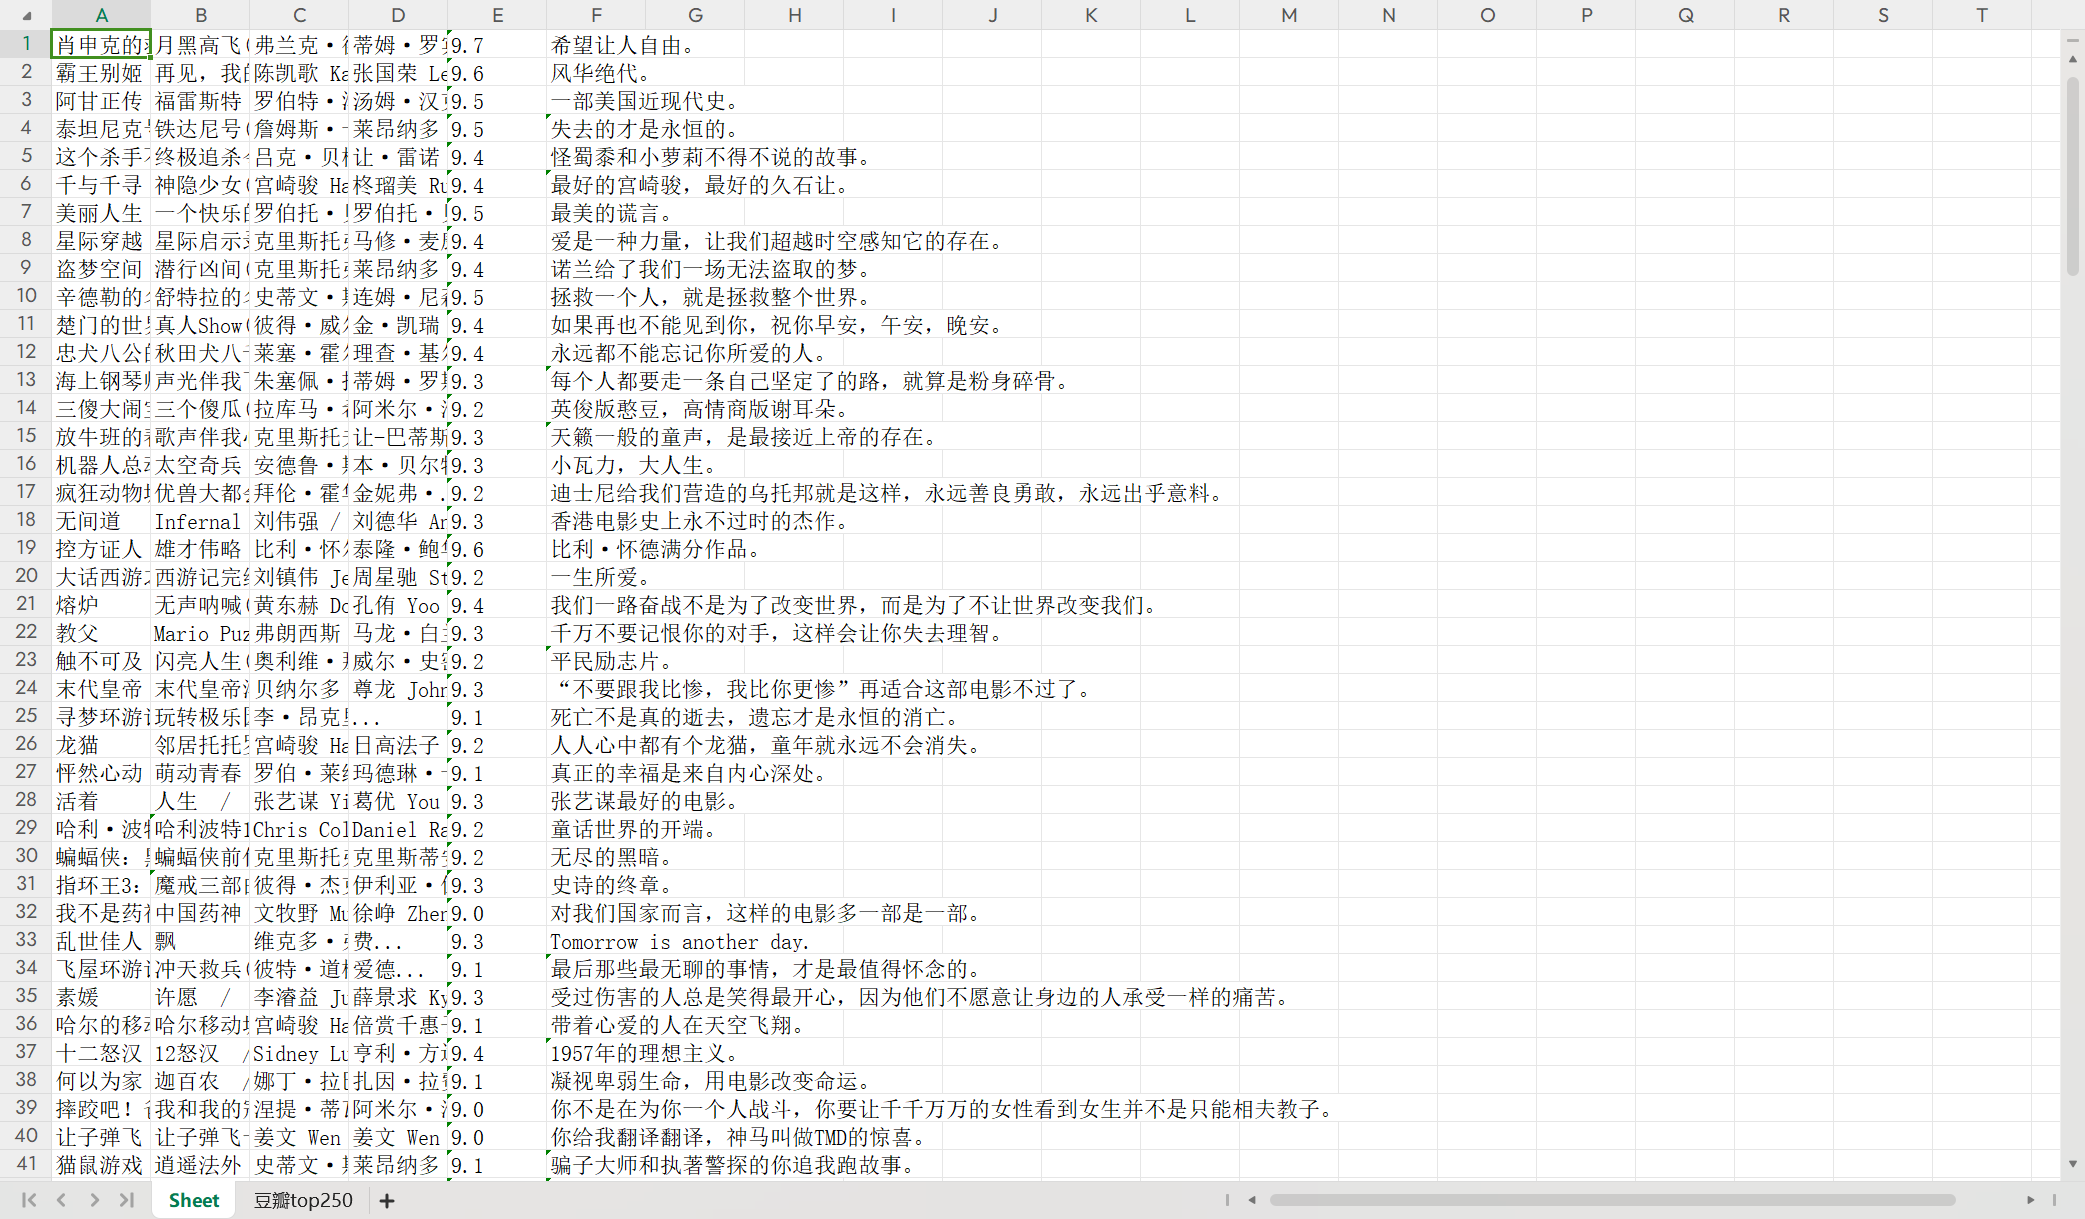 A B C D E F G H I J K L M N O P Q R S T
1 肖申克的 月黑高飞( 弗兰克· 蒂姆·罗 9.7 希望让人自由。
2 霸王别姬 再见，我 陈凯歌 Ka 张国荣 Le 9.6 风华绝代。
3 阿甘正传 福雷斯特 罗伯特· 汤姆·汉 9.5 一部美国近现代史。
4 泰坦尼克 铁达尼号( 詹姆斯· 莱昂纳多 9.5 失去的才是永恒的。
5 这个杀手 终极追杀 吕克·贝 让·雷诺 9.4 怪蜀黍和小萝莉不得不说的故事。
6 千与千寻 神隐少女( 宫崎骏 Ha 柊瑠美 Ru 9.4 最好的宫崎骏，最好的久石让。
7 美丽人生 一个快乐 罗伯托· 罗伯托· 9.5 最美的谎言。
8 星际穿越 星际启示 克里斯托 马修·麦 9.4 爱是一种力量，让我们超越时空感知它的存在。
9 盗梦空间 潜行凶间( 克里斯托 莱昂纳多 9.4 诺兰给了我们一场无法盗取的梦。
10 辛德勒的 舒特拉的 史蒂文· 连姆·尼 9.5 拯救一个人，就是拯救整个世界。
11 楚门的世 真人Show( 彼得·威 金·凯瑞 9.4 如果再也不能见到你，祝你早安，午安，晚安。
12 忠犬八公 秋田犬八 莱塞·霍 理查·基 9.4 永远都不能忘记你所爱的人。
13 海上钢琴 声光伴我 朱塞佩· 蒂姆·罗 9.3 每个人都要走一条自己坚定了的路，就算是粉身碎骨。
14 三傻大闹 三个傻瓜( 拉库马· 阿米尔· 9.2 英俊版憨豆，高情商版谢耳朵。
15 放牛班的 歌声伴我 克里斯托 让-巴蒂斯 9.3 天籁一般的童声，是最接近上帝的存在。
16 机器人总 太空奇兵 安德鲁· 本·贝尔 9.3 小瓦力，大人生。
17 疯狂动物 优兽大都 拜伦·霍 金妮弗· 9.2 迪士尼给我们营造的乌托邦就是这样，永远善良勇敢，永远出乎意料。
18 无间道 Infernal 刘伟强 / 刘德华 An 9.3 香港电影史上永不过时的杰作。
19 控方证人 雄才伟略 比利·怀 泰隆·鲍 9.6 比利·怀德满分作品。
20 大话西游 西游记完 刘镇伟 Je 周星驰 St 9.2 一生所爱。
21 熔炉 无声呐喊( 黄东赫 Do 孔侑 Yoo 9.4 我们一路奋战不是为了改变世界，而是为了不让世界改变我们。
22 教父 Mario Puz 弗朗西斯 马龙·白 9.3 千万不要记恨你的对手，这样会让你失去理智。
23 触不可及 闪亮人生( 奥利维· 威尔·史 9.2 平民励志片。
24 末代皇帝 末代皇帝 贝纳尔多 尊龙 John 9.3 “不要跟我比惨，我比你更惨”再适合这部电影不过了。
25 寻梦环游 玩转极乐 李·昂克 ... 9.1 死亡不是真的逝去，遗忘才是永恒的消亡。
26 龙猫 邻居托托 宫崎骏 Ha 日高法子 9.2 人人心中都有个龙猫，童年就永远不会消失。
27 怦然心动 萌动青春 罗伯·莱 玛德琳· 9.1 真正的幸福是来自内心深处。
28 活着 人生 / 张艺谋 Yi 葛优 You 9.3 张艺谋最好的电影。
29 哈利·波 哈利波特1 Chris Col Daniel Ra 9.2 童话世界的开端。
30 蝙蝠侠： 蝙蝠侠前 克里斯托 克里斯蒂 9.2 无尽的黑暗。
31 指环王3： 魔戒三部 彼得·杰 伊利亚· 9.3 史诗的终章。
32 我不是药 中国药神 文牧野 Mu 徐峥 Zhen 9.0 对我们国家而言，这样的电影多一部是一部。
33 乱世佳人 飘 维克多· 费... 9.3 Tomorrow is another day.
34 飞屋环游 冲天救兵( 彼特·道 爱德... 9.1 最后那些最无聊的事情，才是最值得怀念的。
35 素媛 许愿 / 李濬益 Ju 薛景求 Ky 9.3 受过伤害的人总是笑得最开心，因为他们不愿意让身边的人承受一样的痛苦。
36 哈尔的移 哈尔移动 宫崎骏 Ha 倍赏千惠 9.1 带着心爱的人在天空飞翔。
37 十二怒汉 12怒汉 / Sidney Lu 亨利·方 9.4 1957年的理想主义。
38 何以为家 迦百农 / 娜丁·拉 扎因·拉 9.1 凝视卑弱生命，用电影改变命运。
39 摔跤吧！ 我和我的 涅提·蒂 阿米尔· 9.0 你不是在为你一个人战斗，你要让千千万万的女性看到女生并不是只能相夫教子。
40 让子弹飞 让子弹飞 姜文 Wen 姜文 Wen 9.0 你给我翻译翻译，神马叫做TMD的惊喜。
41 猫鼠游戏 逍遥法外 史蒂文· 莱昂纳多 9.1 骗子大师和执著警探的你追我跑故事。
Sheet 豆瓣top250 +